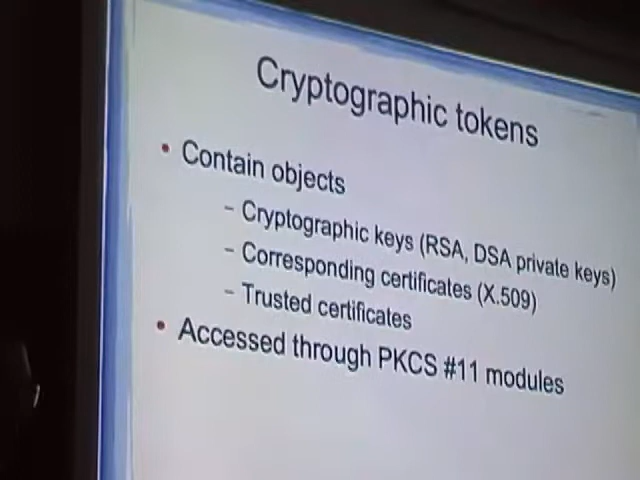 Cryptographic tokens
• Contain objects
– Cryptographic keys (RSA, DSA private keys)
– Corresponding certificates (X.509)
– Trusted certificates
• Accessed through PKCS #11 modules